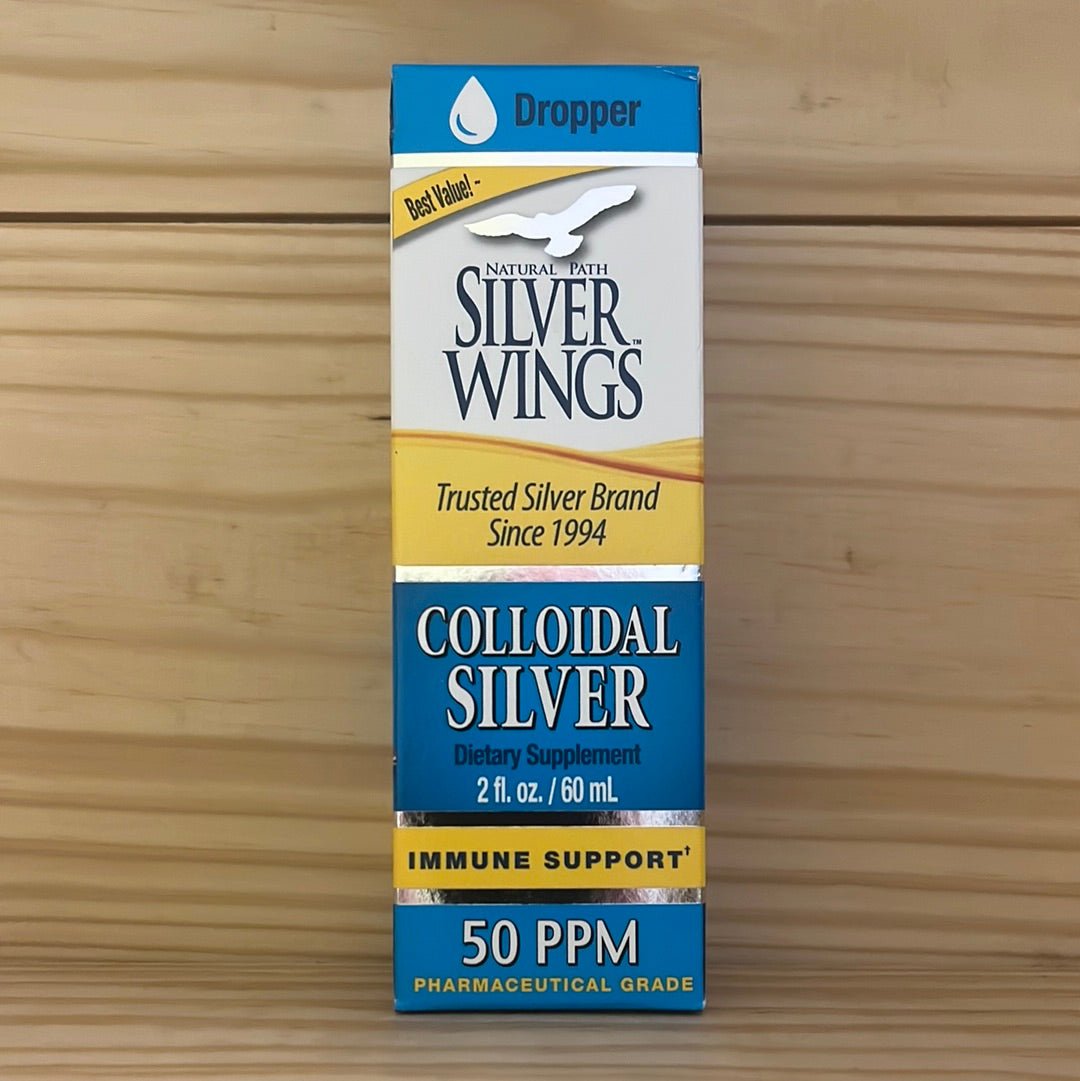 Dropper
Best Value! ~
NATURAL PATH
SILVER
WINGS™
Trusted Silver Brand
Since 1994
COLLOIDAL
SILVER
Dietary Supplement
2 fl. oz. / 60 mL
IMMUNE SUPPORT†
50 PPM
PHARMACEUTICAL GRADE